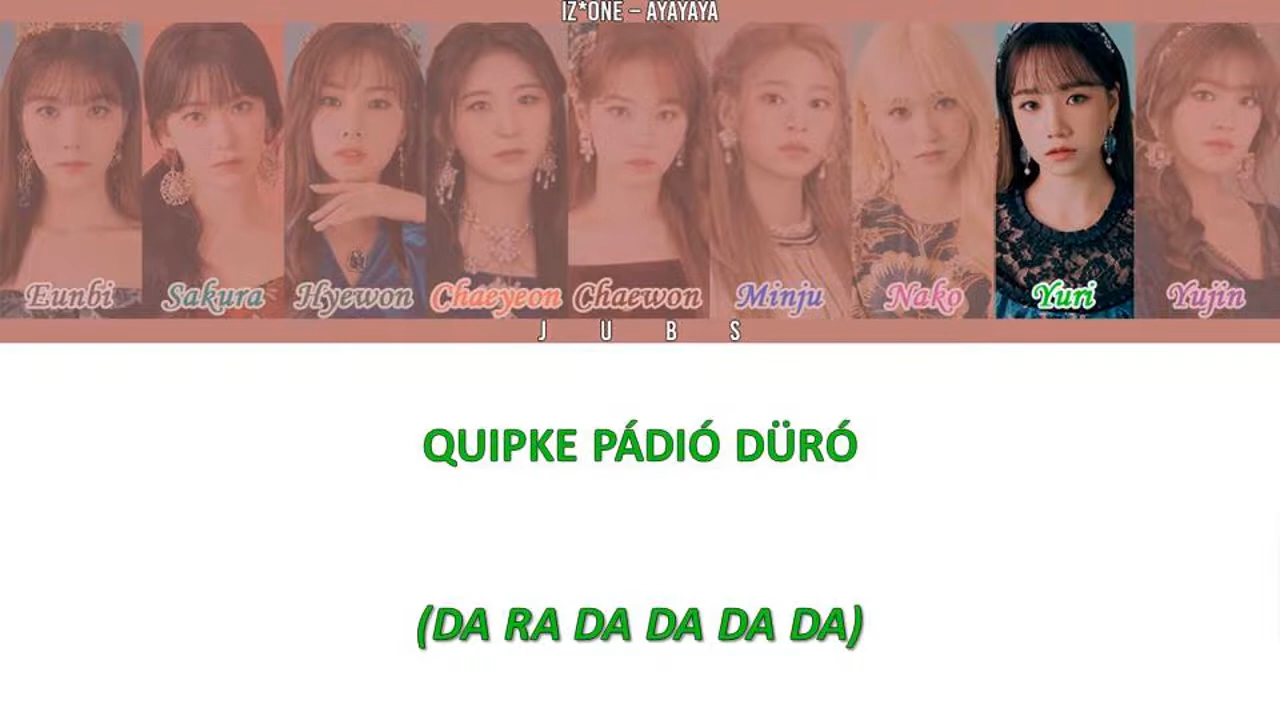 IZ*ONE – AYAYAYA
Eunbi Sakura Hyewon Chaeyeon Chaewon Minju Nako Yuri Yujin
J U B S
QUIPKE PÁDIÓ DÜRÓ
(DA RA DA DA DA DA)